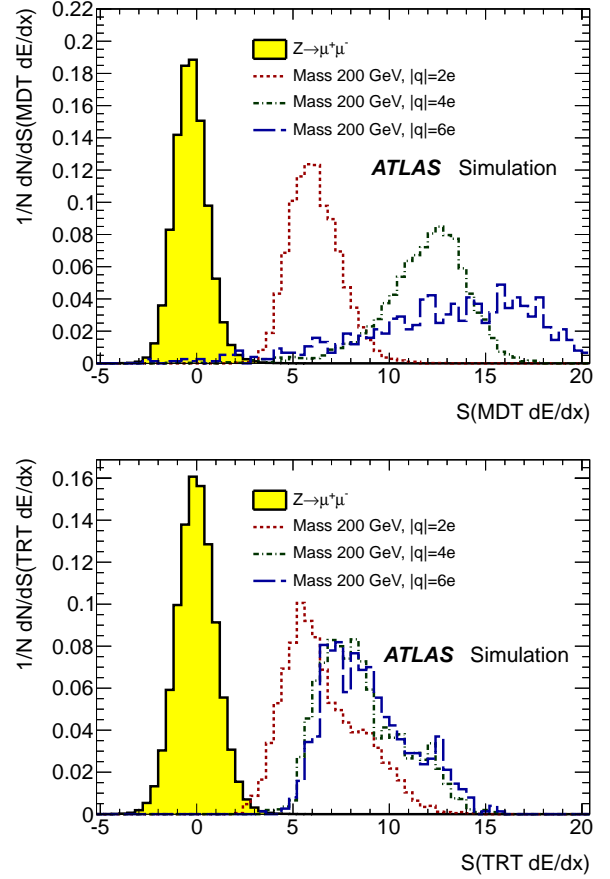 1/N dN/dS(MDT dE/dx)
0.22
0.2
0.18
0.16
0.14
0.12
0.1
0.08
0.06
0.04
0.02
0
Z→μ⁺μ⁻
Mass 200 GeV, |q|=2e
Mass 200 GeV, |q|=4e
Mass 200 GeV, |q|=6e
ATLAS Simulation
-5 0 5 10 15 20
S(MDT dE/dx)
1/N dN/dS(TRT dE/dx)
0.16
0.14
0.12
0.1
0.08
0.06
0.04
0.02
0
Z→μ⁺μ⁻
Mass 200 GeV, |q|=2e
Mass 200 GeV, |q|=4e
Mass 200 GeV, |q|=6e
ATLAS Simulation
-5 0 5 10 15 20
S(TRT dE/dx)